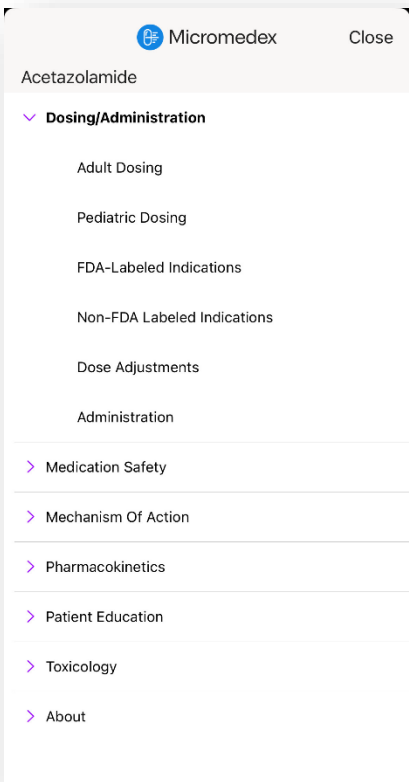 Micromedex Close
Acetazolamide
Dosing/Administration
Adult Dosing
Pediatric Dosing
FDA-Labeled Indications
Non-FDA Labeled Indications
Dose Adjustments
Administration
Medication Safety
Mechanism Of Action
Pharmacokinetics
Patient Education
Toxicology
About